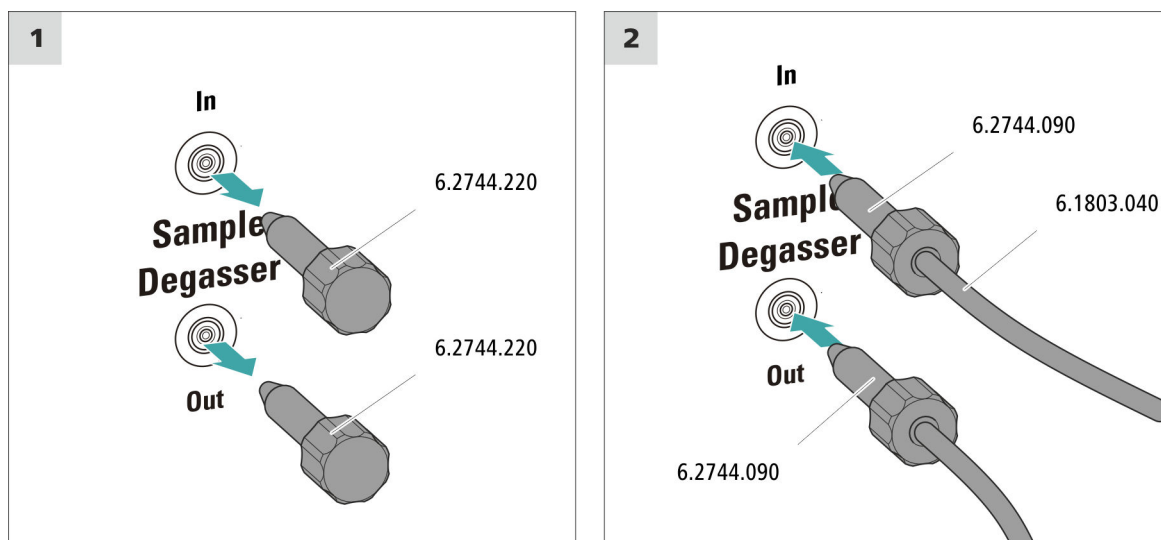 1
In
6.2744.220
Sample
Degasser
6.2744.220
Out
2
In
6.2744.090
6.1803.040
Sample
Degasser
Out
6.2744.090